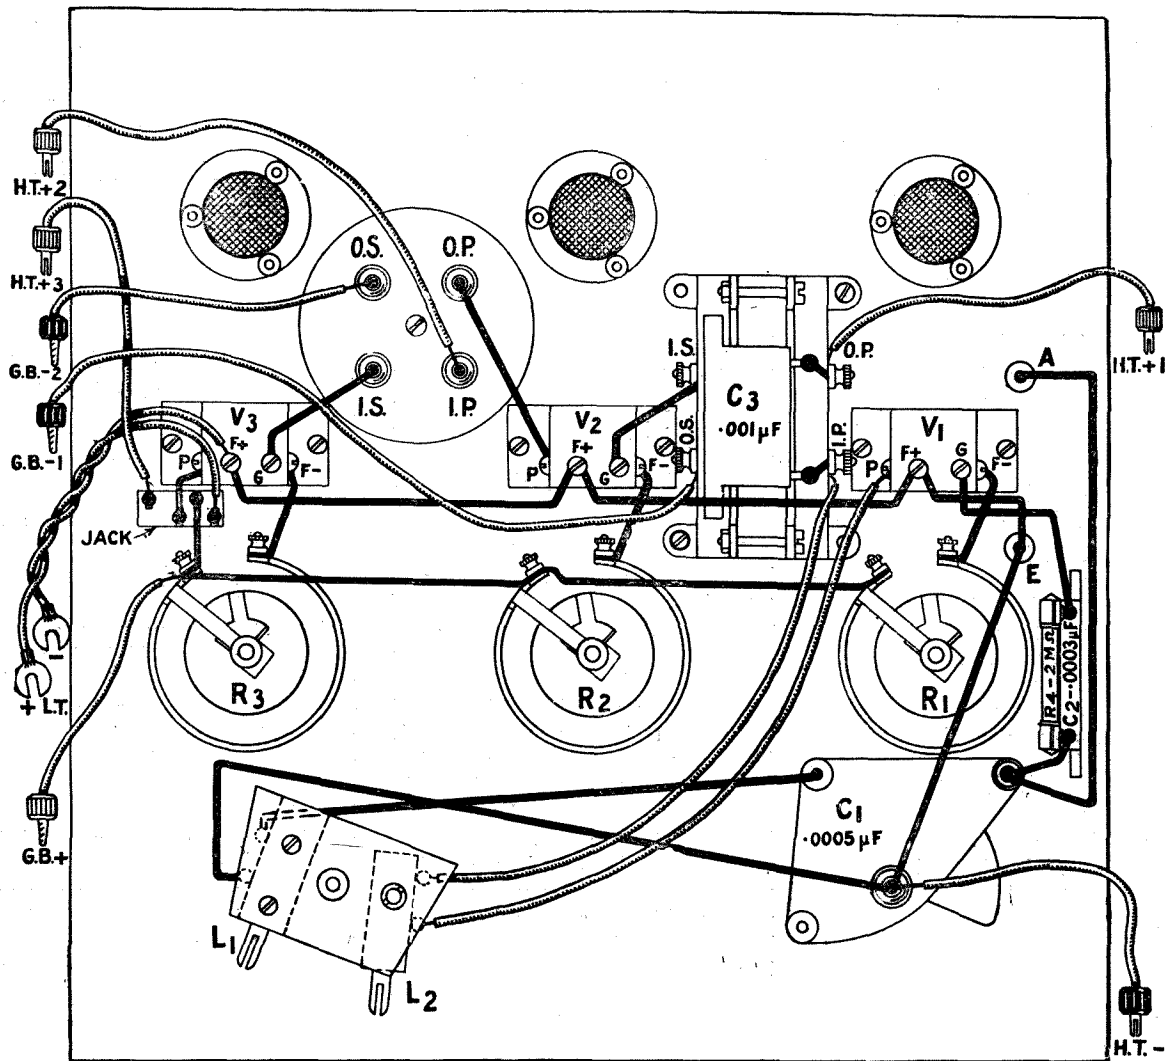 H.T.+2
H.T.+3
G.B.-2
G.B.-1
O.S.
O.P.
I.S.
I.P.
I.S.
O.P.
O.S.
I.P.
C3
.001µF
H.T.+1
A
V3
P
F+
G
F-
V2
P
F+
G
F-
V1
P
F+
G
F-
JACK
E
R3
R2
R1
R4-2MΩ
C2-.0003µF
-
+ L.T.
G.B.+
C1
.0005µF
L1
L2
H.T.-